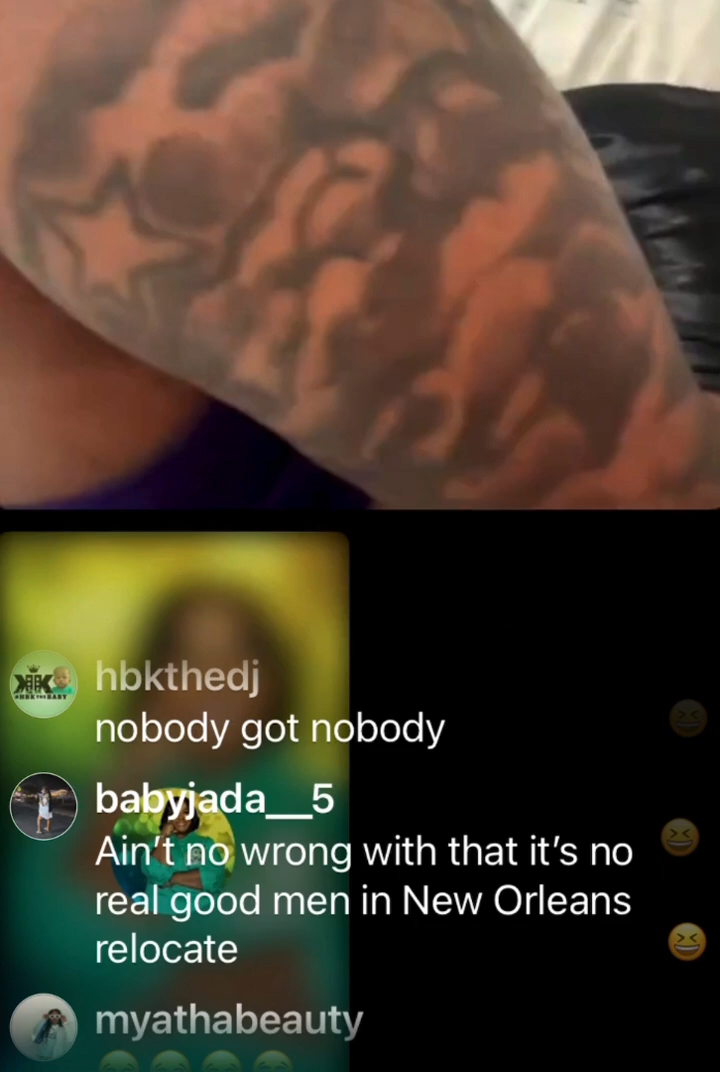 hbkthedj
nobody got nobody
babyjada__5
Ain’t no wrong with that it’s no
real good men in New Orleans
relocate
myathabeauty
😂😂😂😂